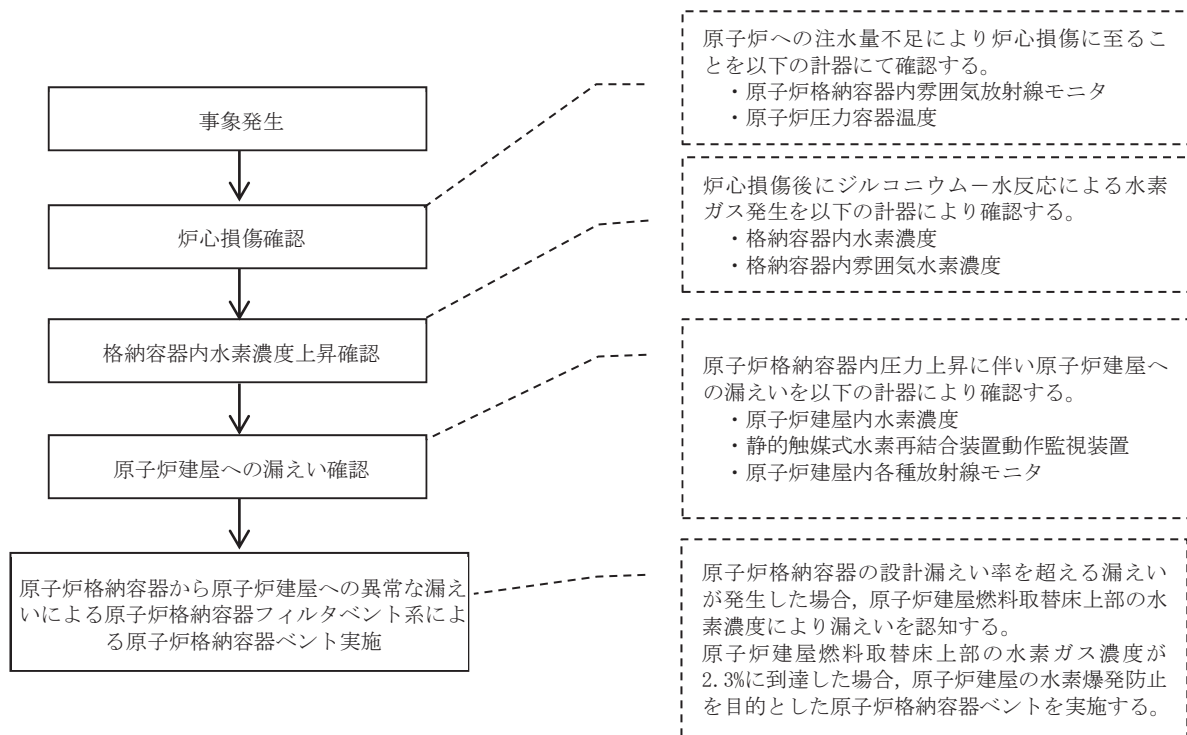 事象発生
炉心損傷確認
格納容器内水素濃度上昇確認
原子炉建屋への漏えい確認
原子炉格納容器から原子炉建屋への異常な漏え
いによる原子炉格納容器フィルタベント系によ
る原子炉格納容器ベント実施
原子炉への注水量不足により炉心損傷に至るこ
とを以下の計器にて確認する。
・原子炉格納容器内雰囲気放射線モニタ
・原子炉圧力容器温度
炉心損傷後にジルコニウム－水反応による水素
ガス発生を以下の計器により確認する。
・格納容器内水素濃度
・格納容器内雰囲気水素濃度
原子炉格納容器内圧力上昇に伴い原子炉建屋へ
の漏えいを以下の計器により確認する。
・原子炉建屋内水素濃度
・静的触媒式水素再結合装置動作監視装置
・原子炉建屋内各種放射線モニタ
原子炉格納容器の設計漏えい率を超える漏えい
が発生した場合, 原子炉建屋燃料取替床上部の水
素濃度により漏えいを認知する。
原子炉建屋燃料取替床上部の水素ガス濃度が
2.3%に到達した場合, 原子炉建屋の水素爆発防止
を目的とした原子炉格納容器ベントを実施する。